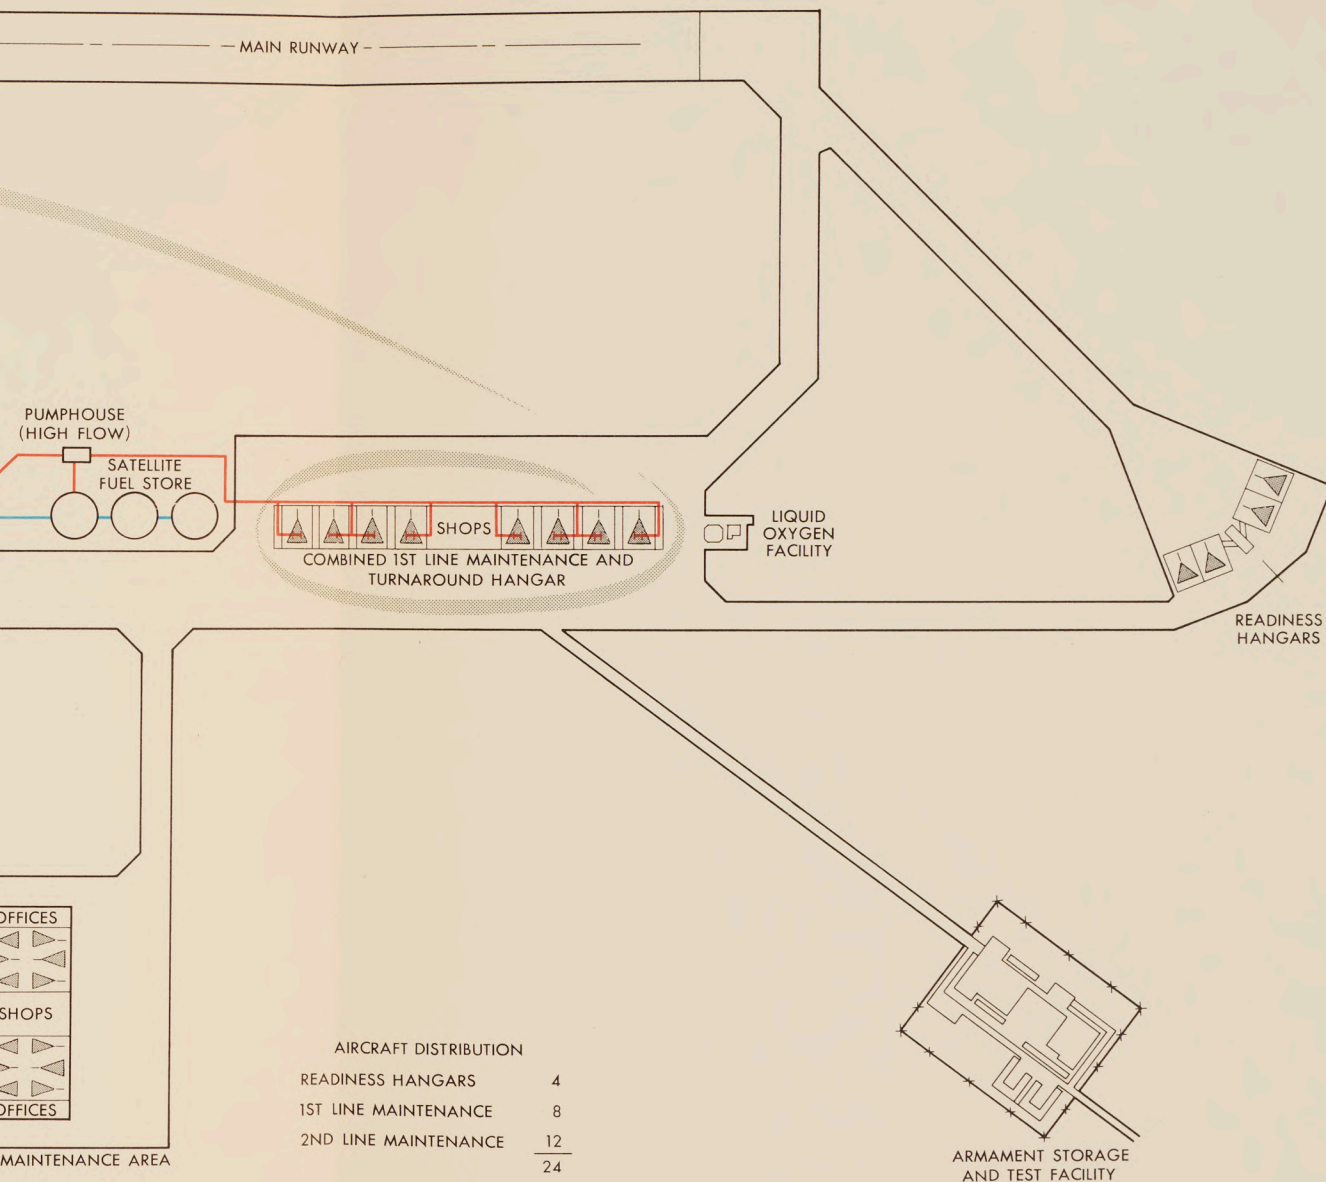 MAIN RUNWAY
PUMPHOUSE
(HIGH FLOW)
SATELLITE
FUEL STORE
SHOPS
COMBINED 1ST LINE MAINTENANCE AND
TURNAROUND HANGAR
LIQUID
OXYGEN
FACILITY
READINESS
HANGARS
OFFICES
SHOPS
OFFICES
MAINTENANCE AREA
AIRCRAFT DISTRIBUTION
READINESS HANGARS 4
1ST LINE MAINTENANCE 8
2ND LINE MAINTENANCE 12
24
ARMAMENT STORAGE
AND TEST FACILITY